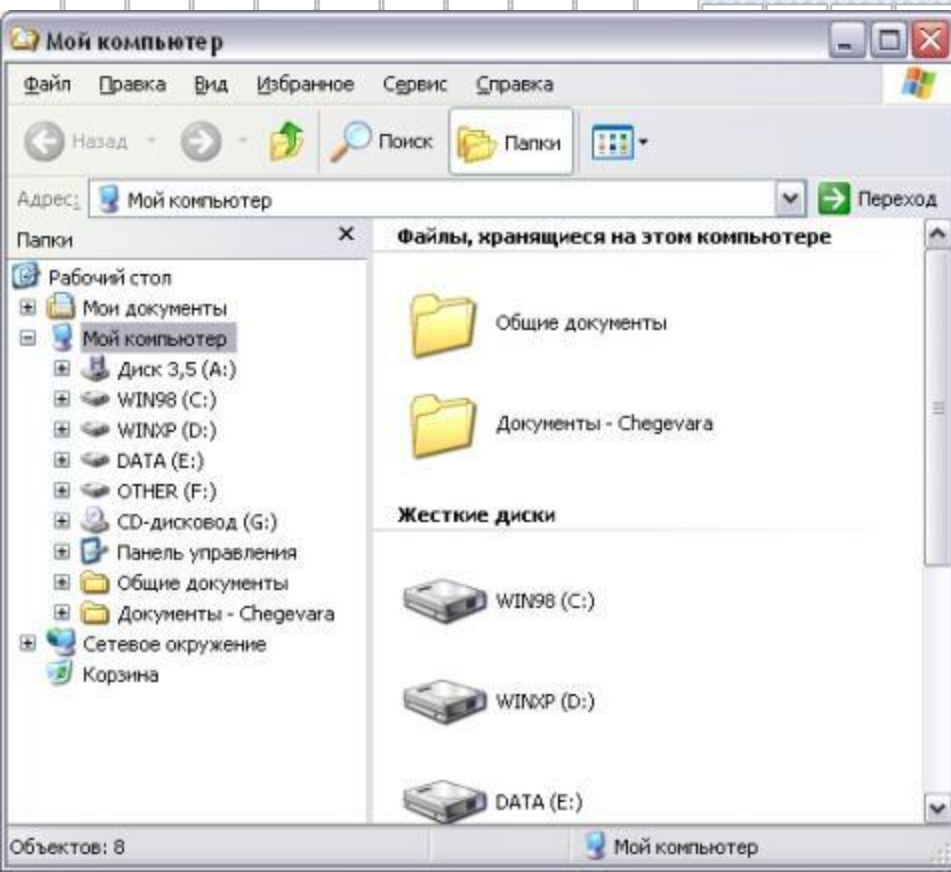 Мой компьютер
Файл Правка Вид Избранное Сервис Справка
Назад Поиск Папки
Адрес: Мой компьютер Переход
Папки
Рабочий стол
Мои документы
Мой компьютер
Диск 3,5 (A:)
WIN98 (C:)
WINXP (D:)
DATA (E:)
OTHER (F:)
CD-дисковод (G:)
Панель управления
Общие документы
Документы - Chegevara
Сетевое окружение
Корзина
Файлы, хранящиеся на этом компьютере
Общие документы
Документы - Chegevara
Жесткие диски
WIN98 (C:)
WINXP (D:)
DATA (E:)
Объектов: 8 Мой компьютер